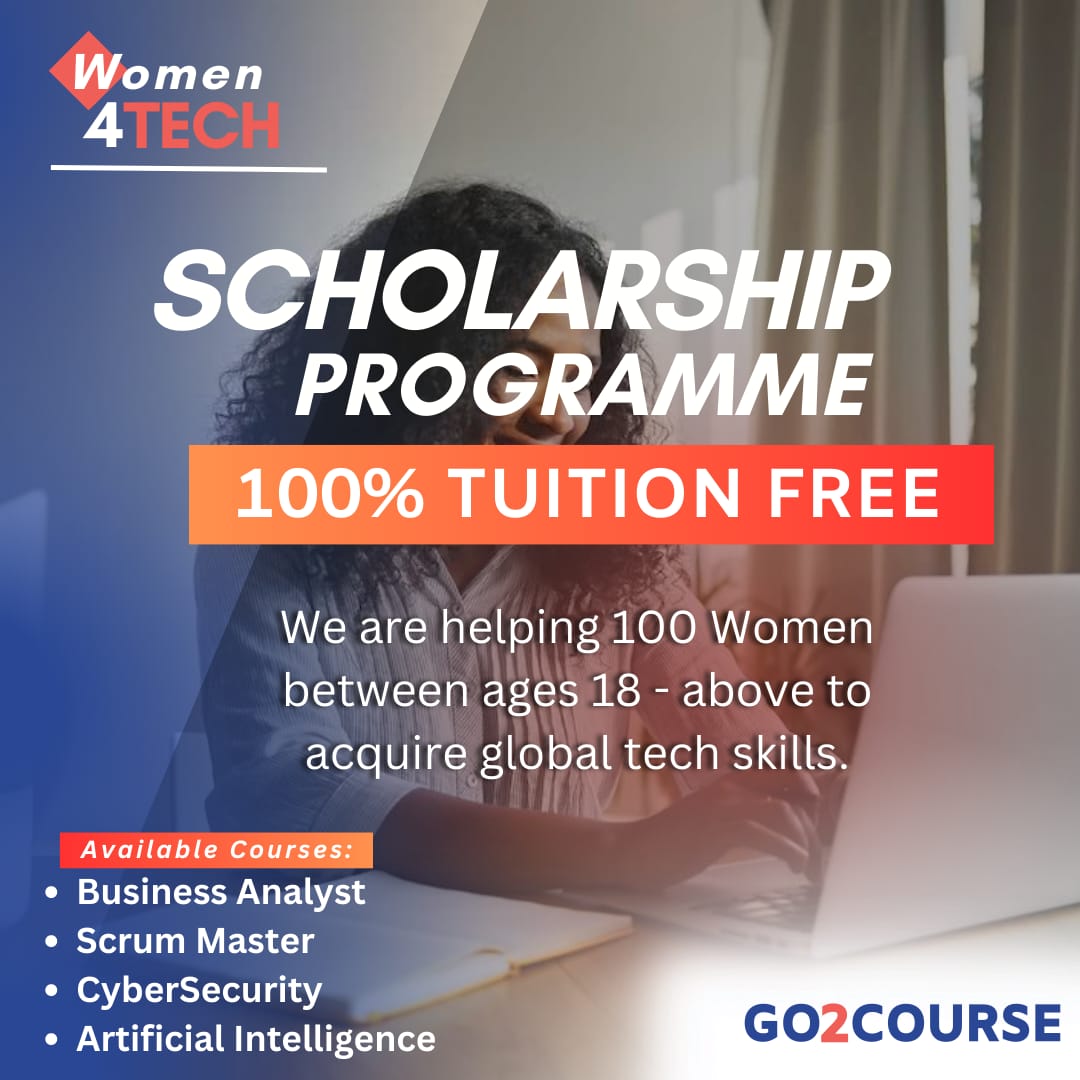 Women
4TECH
SCHOLARSHIP
PROGRAMME
100% TUITION FREE
We are helping 100 Women
between ages 18 - above to
acquire global tech skills.
Available Courses:
• Business Analyst
• Scrum Master
• CyberSecurity
• Artificial Intelligence
GO2COURSE